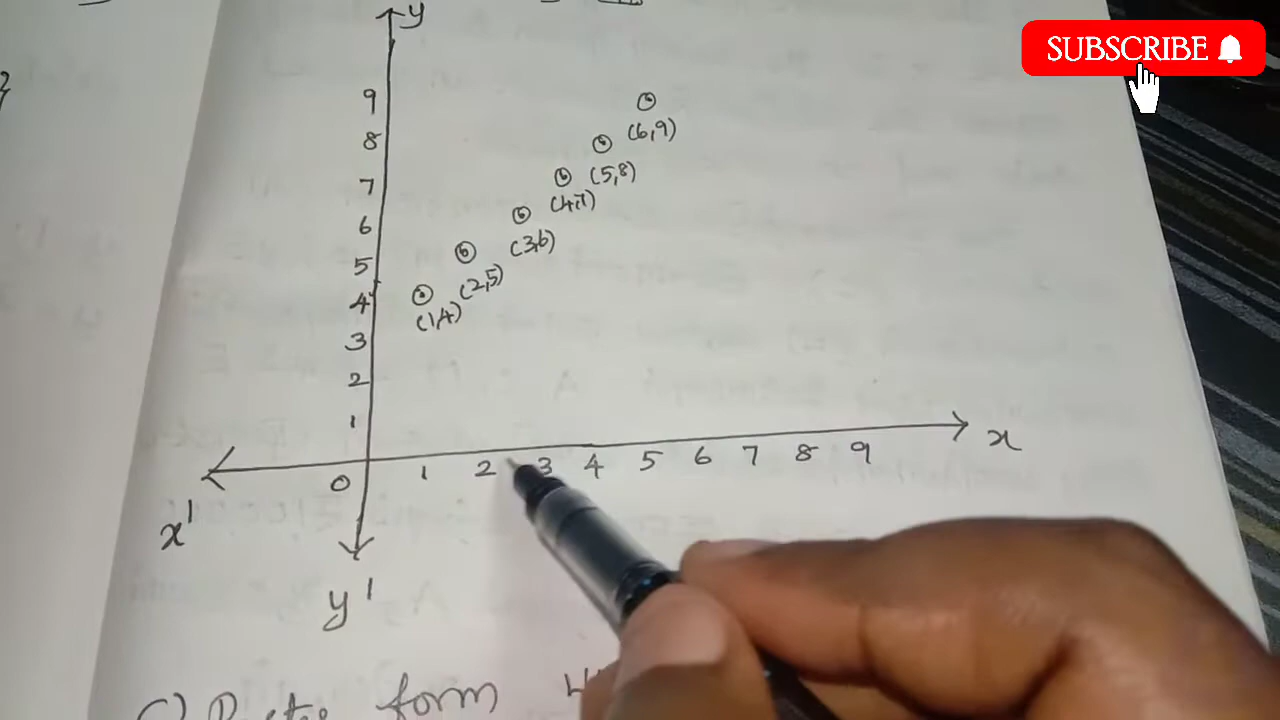 SUBSCRIBE
y
9
(6,9)
8
(5,8)
7
(4,7)
6
(3,6)
5
(2,5)
4
(1,4)
3
2
1
0 1 2 3 4 5 6 7 8 9
x
x'
y'
c) form